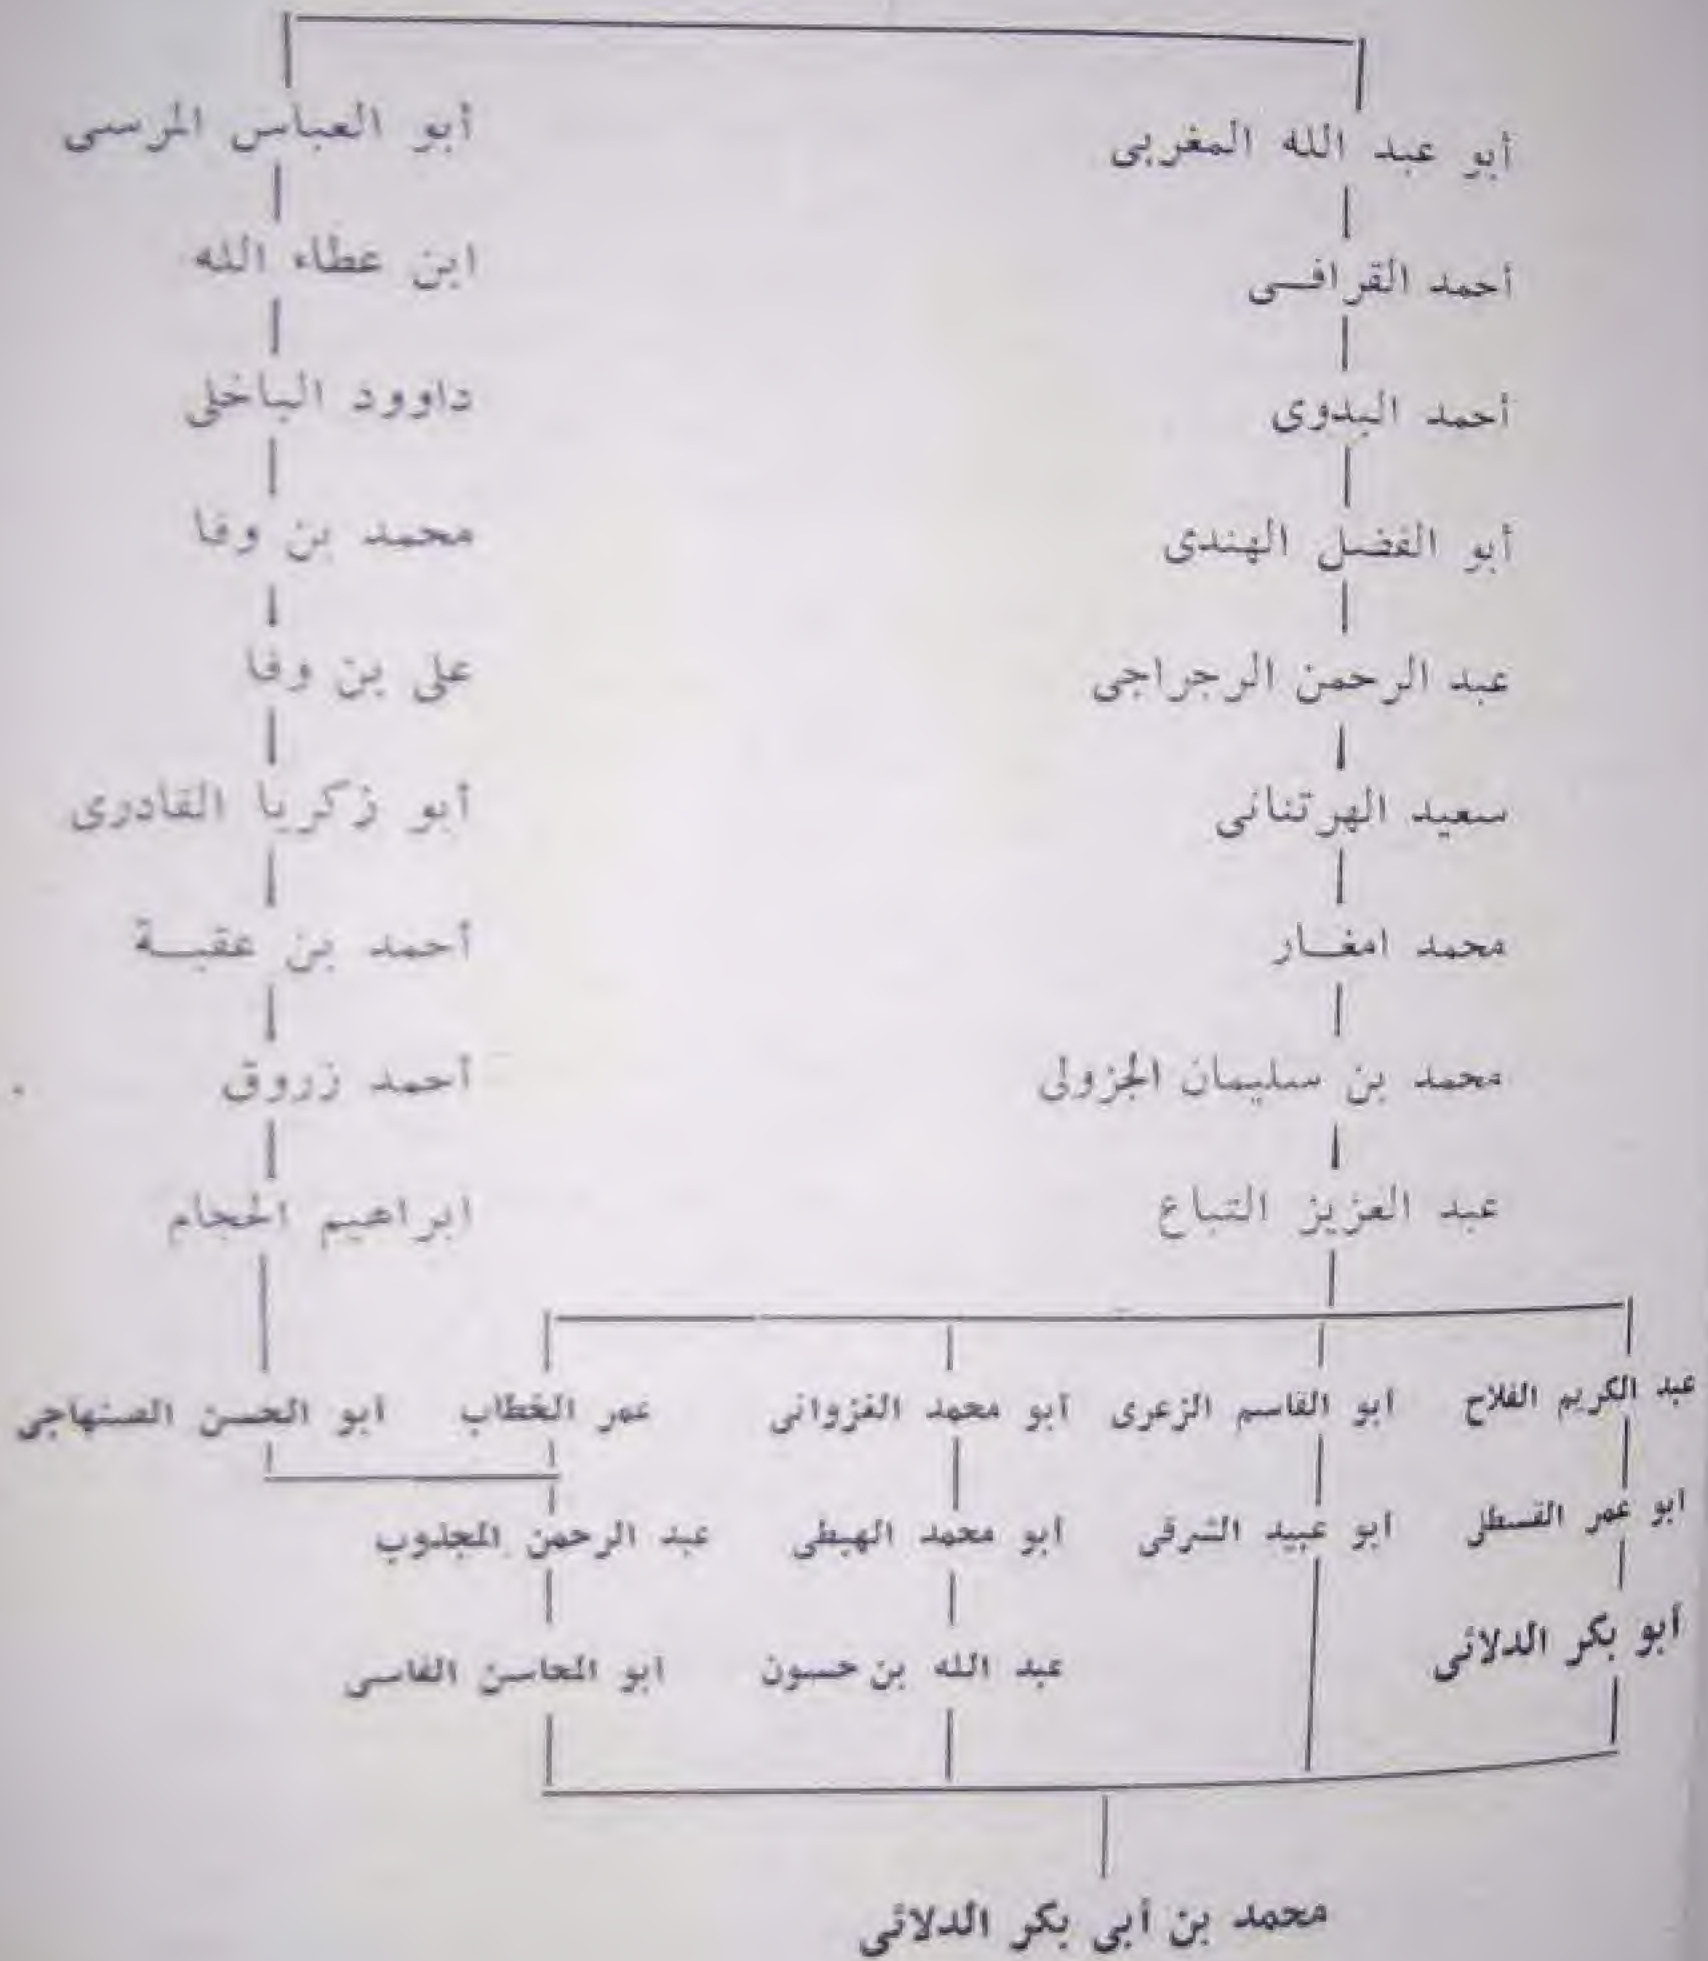 أبو عبد الله المغربى
أبو العباس المرسى
أحمد القرافى
ابن عطاء الله
أحمد البدوى
داوود الباخلى
أبو الفضل الهندى
محمد بن وفا
عبد الرحمن الرجراجى
على بن وفا
سعيد الهرتنانى
أبو زكريا القادرى
محمد امغار
أحمد بن عقبة
محمد بن سليمان الجزولى
أحمد زروق
عبد العزيز التباع
ابراهيم الحجام
عبد الكريم الفلاح
أبو القاسم الزعرى
أبو محمد الغزوانى
عمر الخطاب
أبو الحسن الصنهاجى
أبو عمر القسطلى
أبو عبيد الشرقى
أبو محمد الهبطى
عبد الرحمن المجذوب
أبو بكر الدلائى
عبد الله بن حسون
أبو المحاسن الفاسى
محمد بن أبى بكر الدلائى